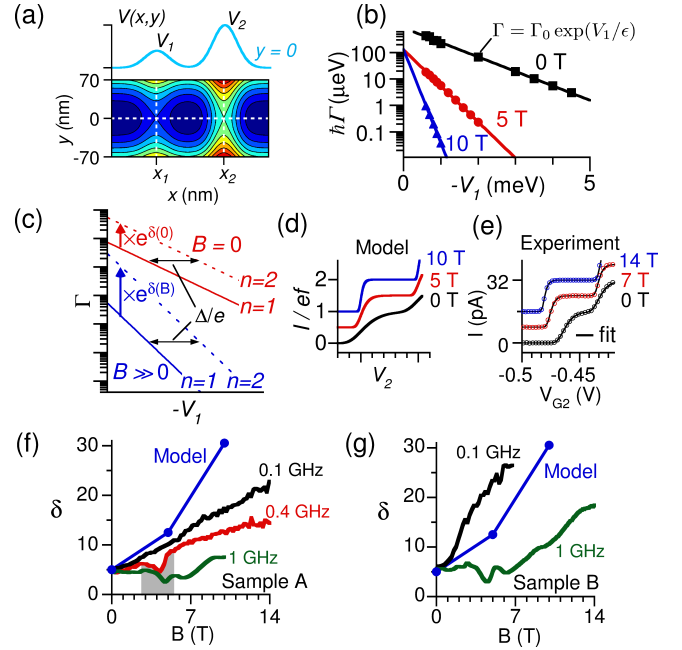 (a)
V(x,y)
V1
V2
y = 0
70
0
-70
y (nm)
x1
x2
x (nm)
(b)
Γ = Γ0 exp(V1/ϵ)
100
10
1
0.1
ħΓ (μeV)
0 T
5 T
10 T
0
5
-V1 (meV)
(c)
Γ
×e^δ(0)
B = 0
n=2
n=1
×e^δ(B)
Δ/e
B ≫ 0
n=1
n=2
-V1
(d)
Model
10 T
5 T
0 T
2
1
0
I / ef
V2
(e)
Experiment
14 T
7 T
0 T
32
0
I (pA)
fit
-0.5
-0.45
VG2 (V)
(f)
30
20
10
0
δ
Model
0.1 GHz
0.4 GHz
1 GHz
Sample A
0
7
14
B (T)
(g)
30
20
10
0
δ
0.1 GHz
Model
1 GHz
Sample B
0
7
14
B (T)